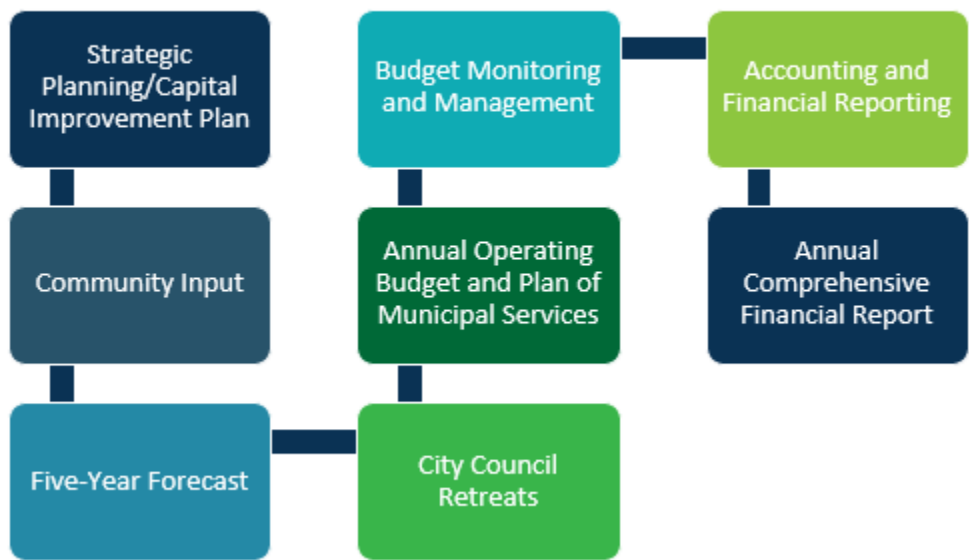 Strategic
Planning/Capital
Improvement Plan
Community Input
Five-Year Forecast
City Council
Retreats
Annual Operating
Budget and Plan of
Municipal Services
Budget Monitoring
and Management
Accounting and
Financial Reporting
Annual
Comprehensive
Financial Report